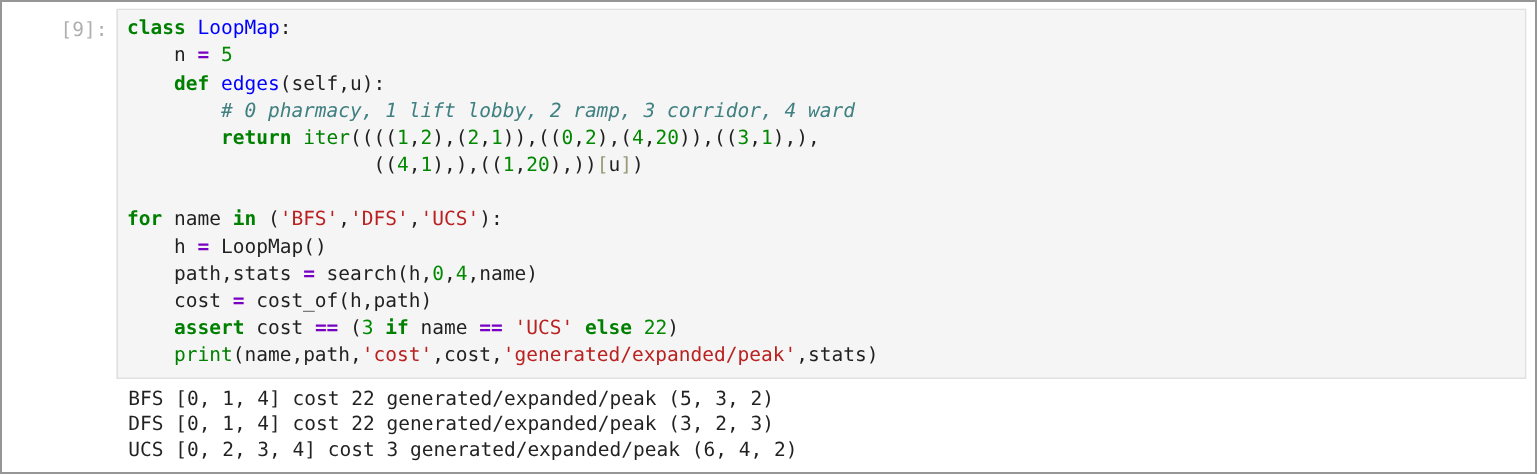 [9]: class LoopMap:
    n = 5
    def edges(self,u):
        # 0 pharmacy, 1 lift lobby, 2 ramp, 3 corridor, 4 ward
        return iter((((1,2),(2,1)),((0,2),(4,20)),((3,1),),
                     ((4,1),),((1,20),))[u])

for name in ('BFS','DFS','UCS'):
    h = LoopMap()
    path,stats = search(h,0,4,name)
    cost = cost_of(h,path)
    assert cost == (3 if name == 'UCS' else 22)
    print(name,path,'cost',cost,'generated/expanded/peak',stats)
BFS [0, 1, 4] cost 22 generated/expanded/peak (5, 3, 2)
DFS [0, 1, 4] cost 22 generated/expanded/peak (3, 2, 3)
UCS [0, 2, 3, 4] cost 3 generated/expanded/peak (6, 4, 2)